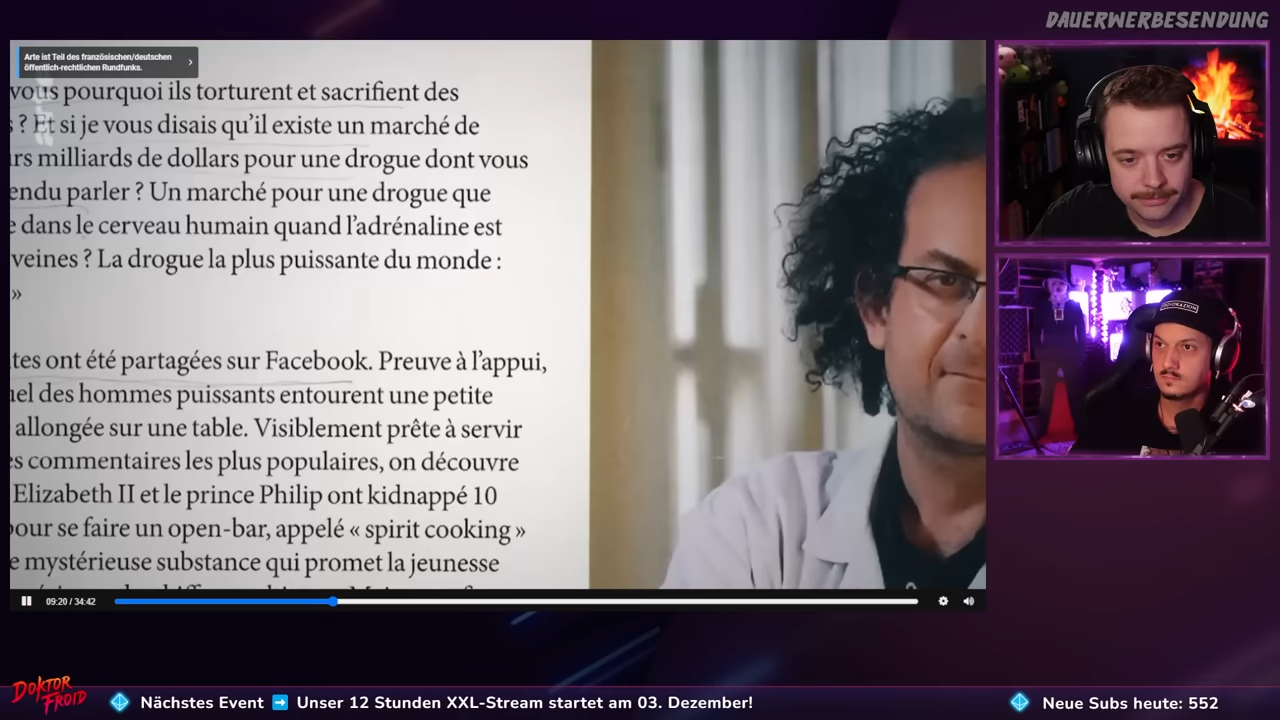 DAUERWERBESENDUNG
Arte ist Teil des französischen/deutschen
öffentlich-rechtlichen Rundfunks.
vous pourquoi ils torturent et sacrifient des
s ? Et si je vous disais qu'il existe un marché de
rs milliards de dollars pour une drogue dont vous
endu parler ? Un marché pour une drogue que
e dans le cerveau humain quand l'adrénaline est
veines ? La drogue la plus puissante du monde :
»
tes ont été partagées sur Facebook. Preuve à l'appui,
uel des hommes puissants entourent une petite
allongée sur une table. Visiblement prête à servir
es commentaires les plus populaires, on découvre
Elizabeth II et le prince Philip ont kidnappé 10
pour se faire un open-bar, appelé « spirit cooking »
e mystérieuse substance qui promet la jeunesse
09:20 / 34:42
DOKTOR
FROID
Nächstes Event ➡ Unser 12 Stunden XXL-Stream startet am 03. Dezember!
Neue Subs heute: 552